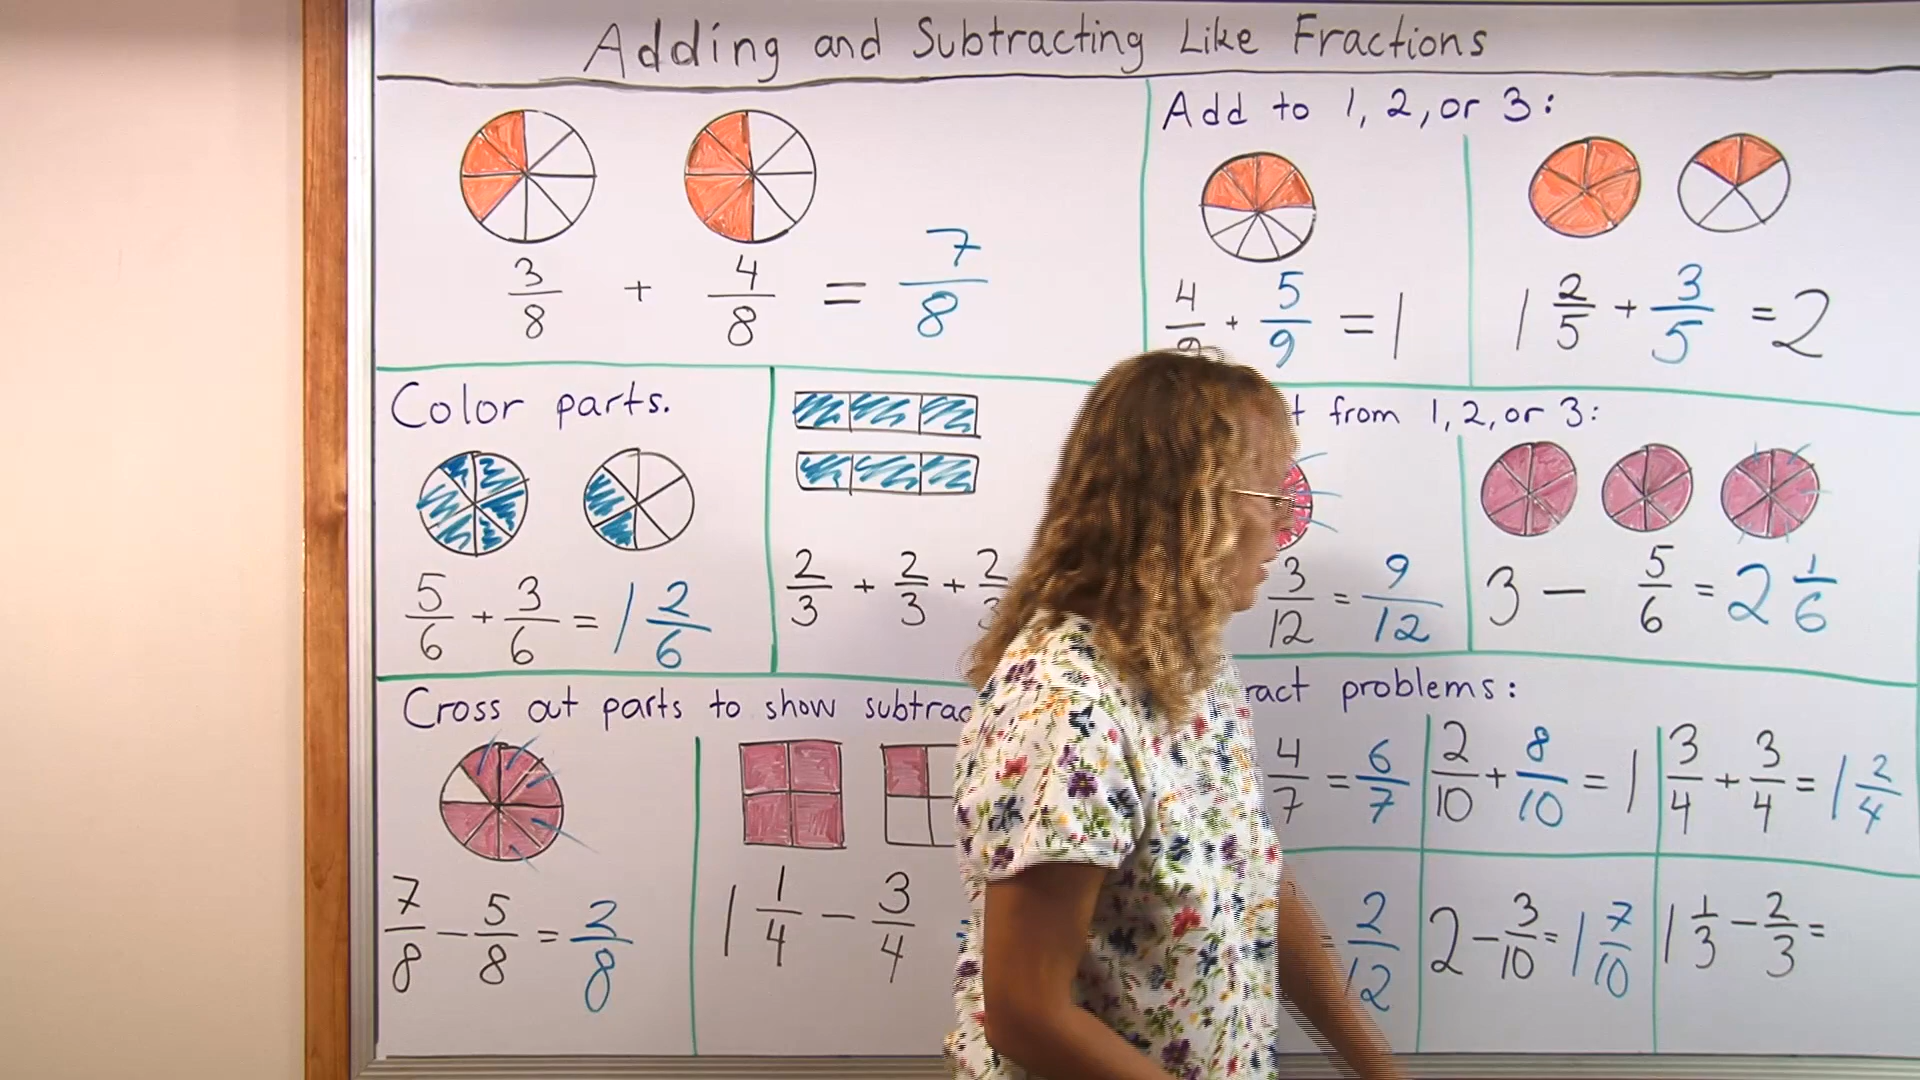 Adding and Subtracting Like Fractions
3/8 + 4/8 = 7/8
Add to 1, 2, or 3:
4/9 + 5/9 = 1
1 2/5 + 3/5 = 2
Color parts.
5/6 + 3/6 = 1 2/6
2/3 + 2/3 + 2/3
from 1, 2, or 3:
3/12 = 9/12
3 - 5/6 = 2 1/6
Cross out parts to show
7/8 - 5/8 = 2/8
1 1/4 - 3/4
problems:
4/7 = 6/7
2/10 + 8/10 = 1
3/4 + 3/4 = 1 2/4
= 2/12
2 - 3/10 = 1 7/10
1 1/3 - 2/3 =